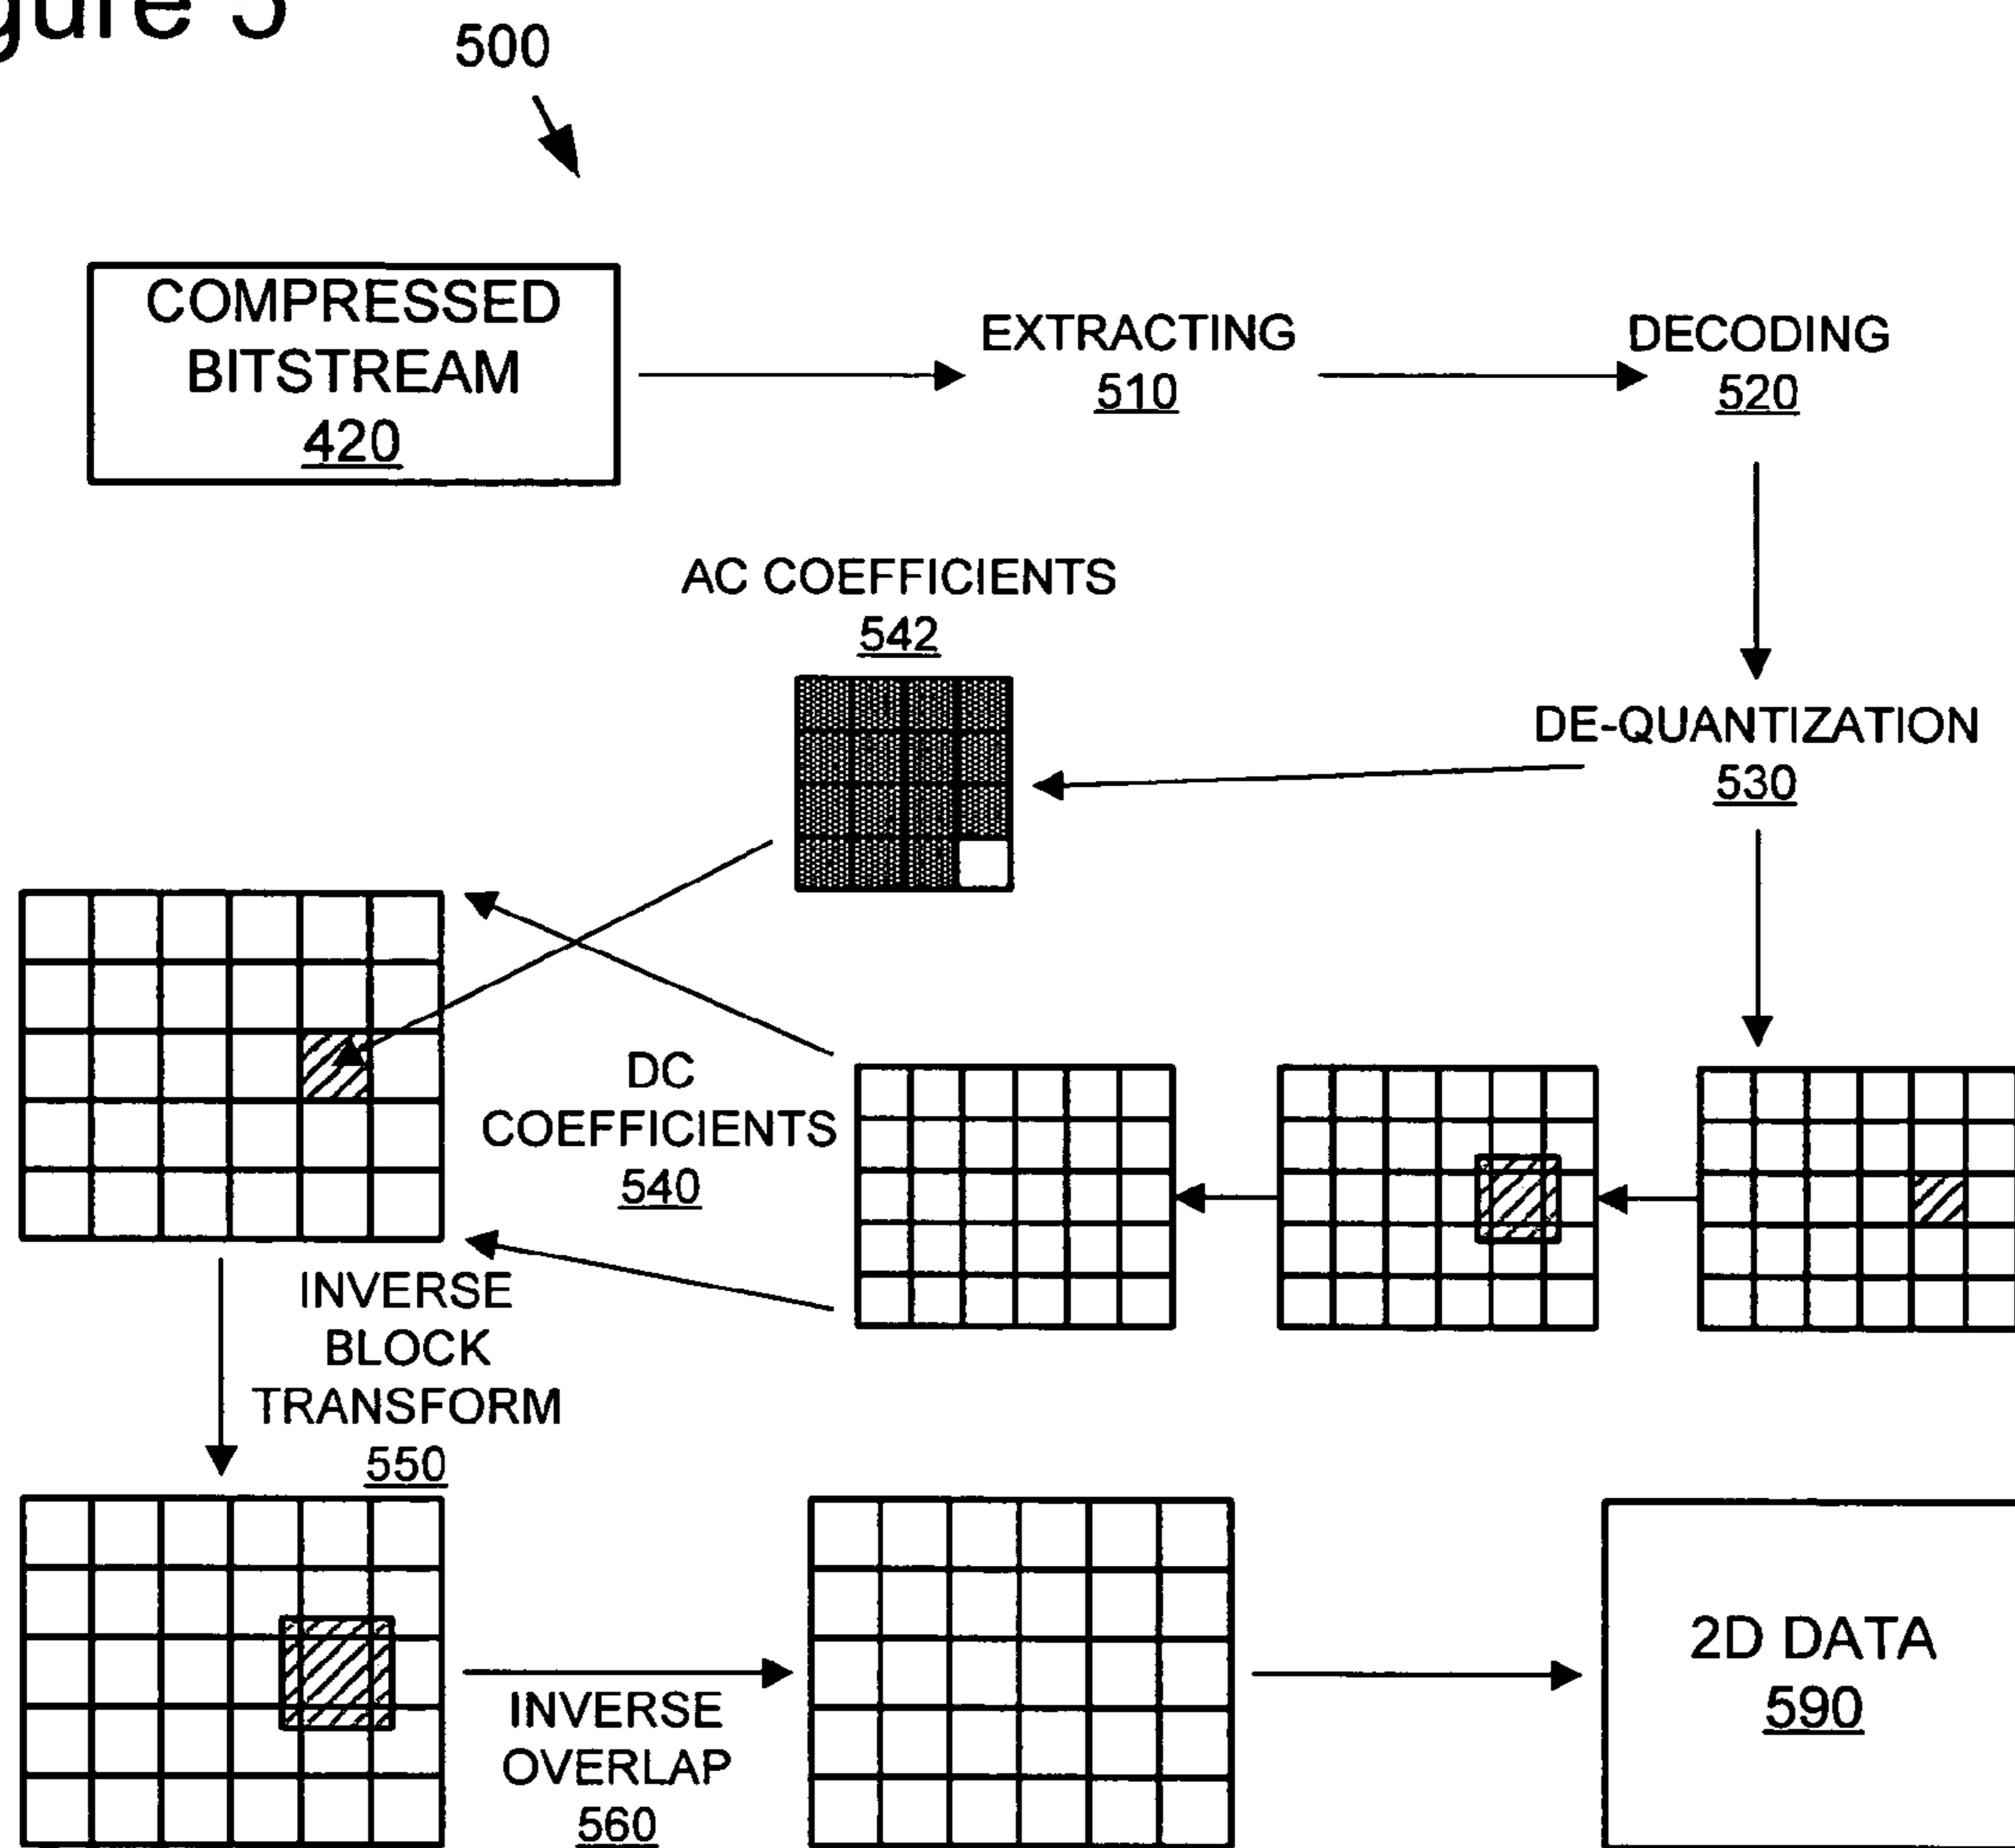 gure 5
500
COMPRESSED
BITSTREAM
420
EXTRACTING
510
DECODING
520
AC COEFFICIENTS
542
DE-QUANTIZATION
530
DC
COEFFICIENTS
540
INVERSE
BLOCK
TRANSFORM
550
INVERSE
OVERLAP
560
2D DATA
590